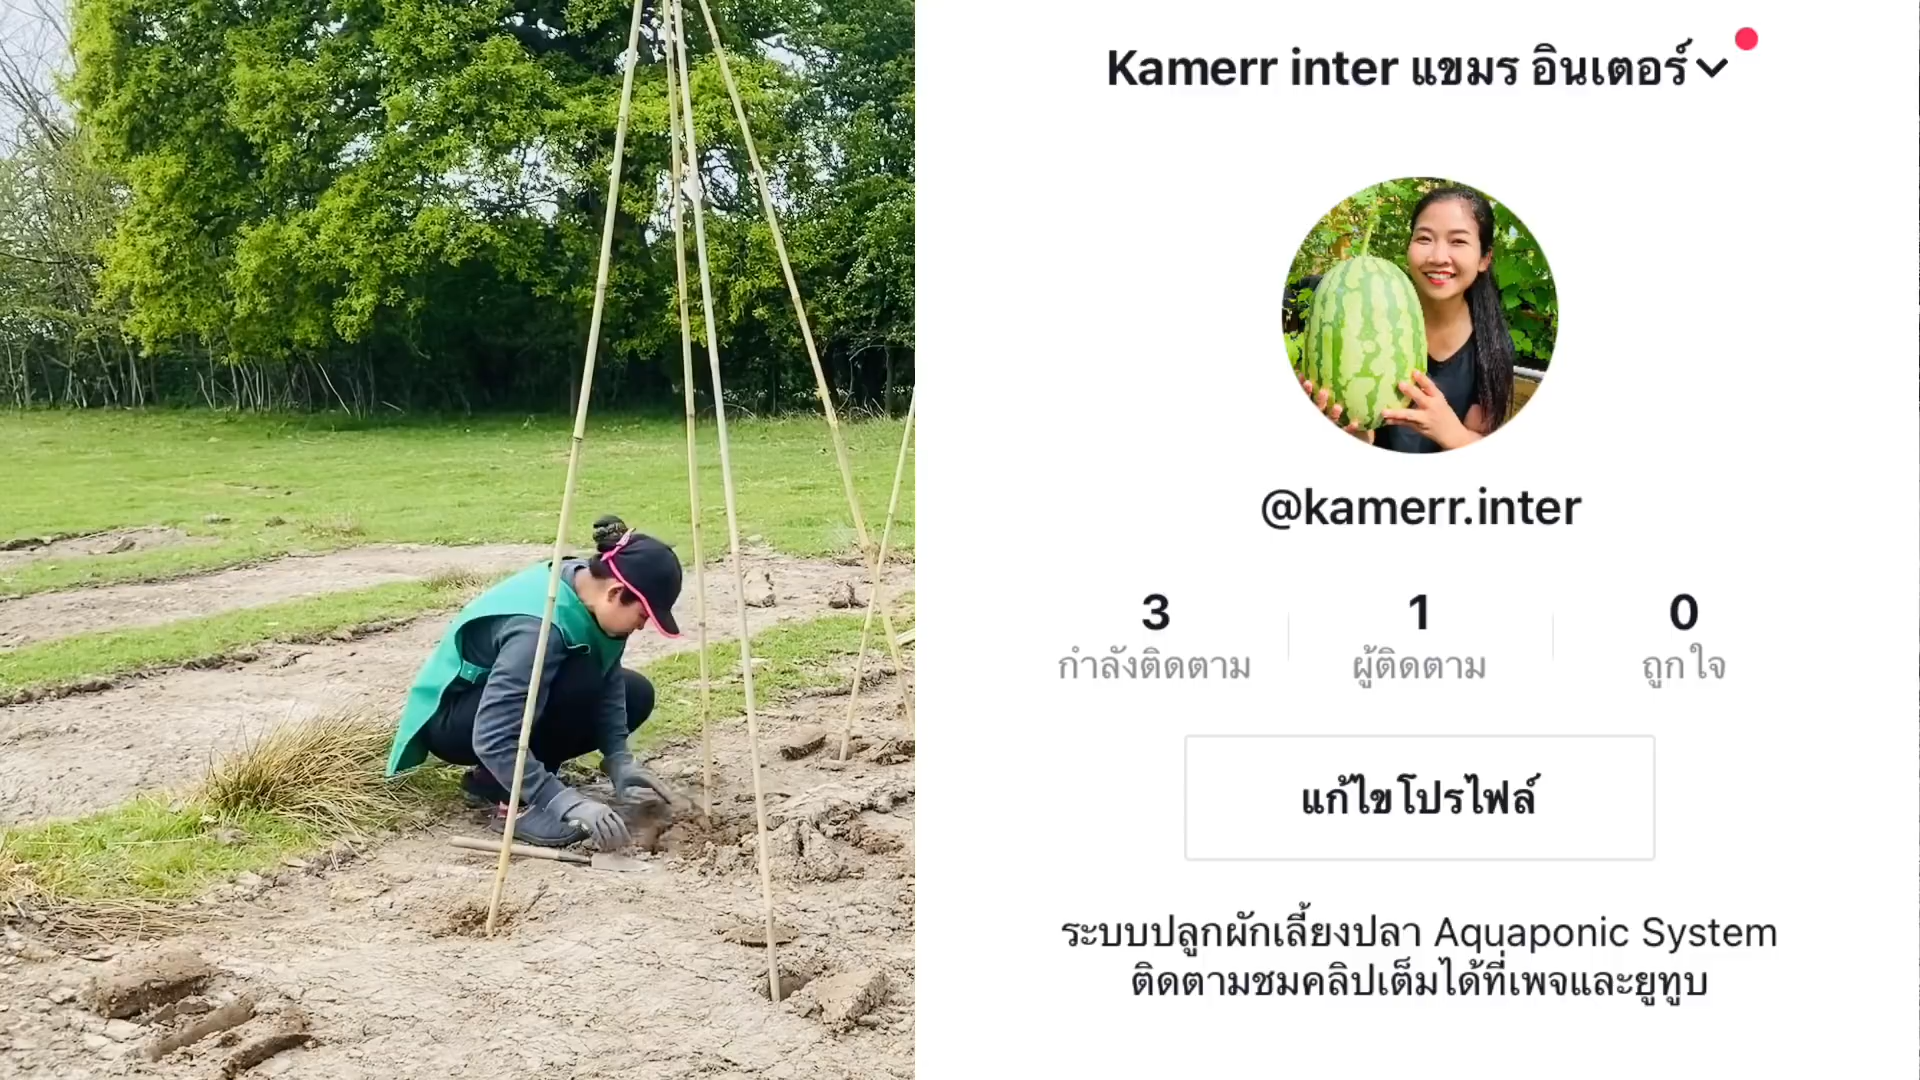 Kamerr inter แขมร อินเตอร์
@kamerr.inter
3 1 0
กำลังติดตาม ผู้ติดตาม ถูกใจ
แก้ไขโปรไฟล์
ระบบปลูกผักเลี้ยงปลา Aquaponic System
ติดตามชมคลิปเต็มได้ที่เพจและยูทูบ